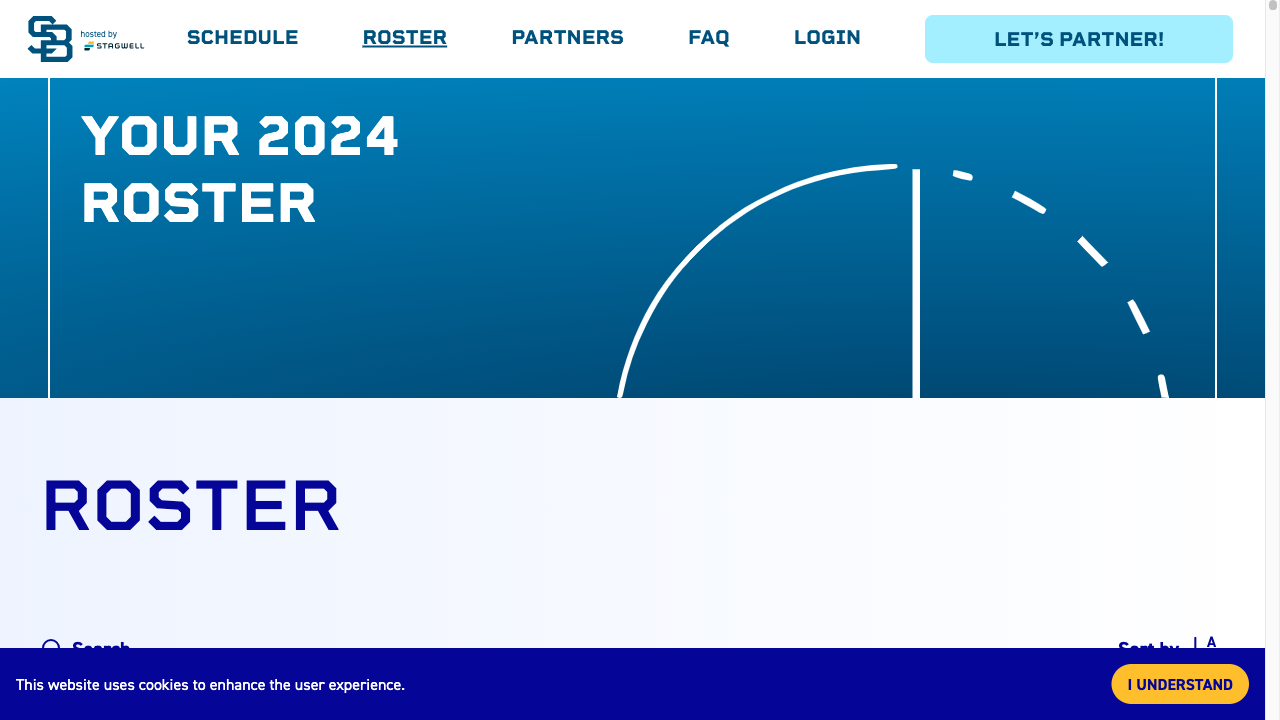 SB
hosted by
STAGWELL
SCHEDULE
ROSTER
PARTNERS
FAQ
LOGIN
LET’S PARTNER!
YOUR 2024
ROSTER
ROSTER
Search
Sort by
A
This website uses cookies to enhance the user experience.
I UNDERSTAND